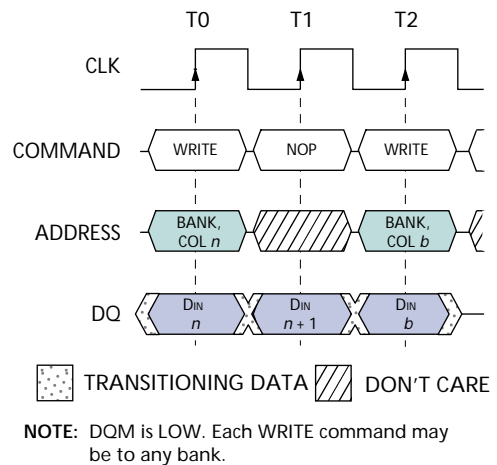 T0 T1 T2
CLK
COMMAND WRITE NOP WRITE
ADDRESS BANK, COL n BANK, COL b
DQ DIN n DIN n + 1 DIN b
TRANSITIONING DATA DON'T CARE
NOTE: DQM is LOW. Each WRITE command may
be to any bank.